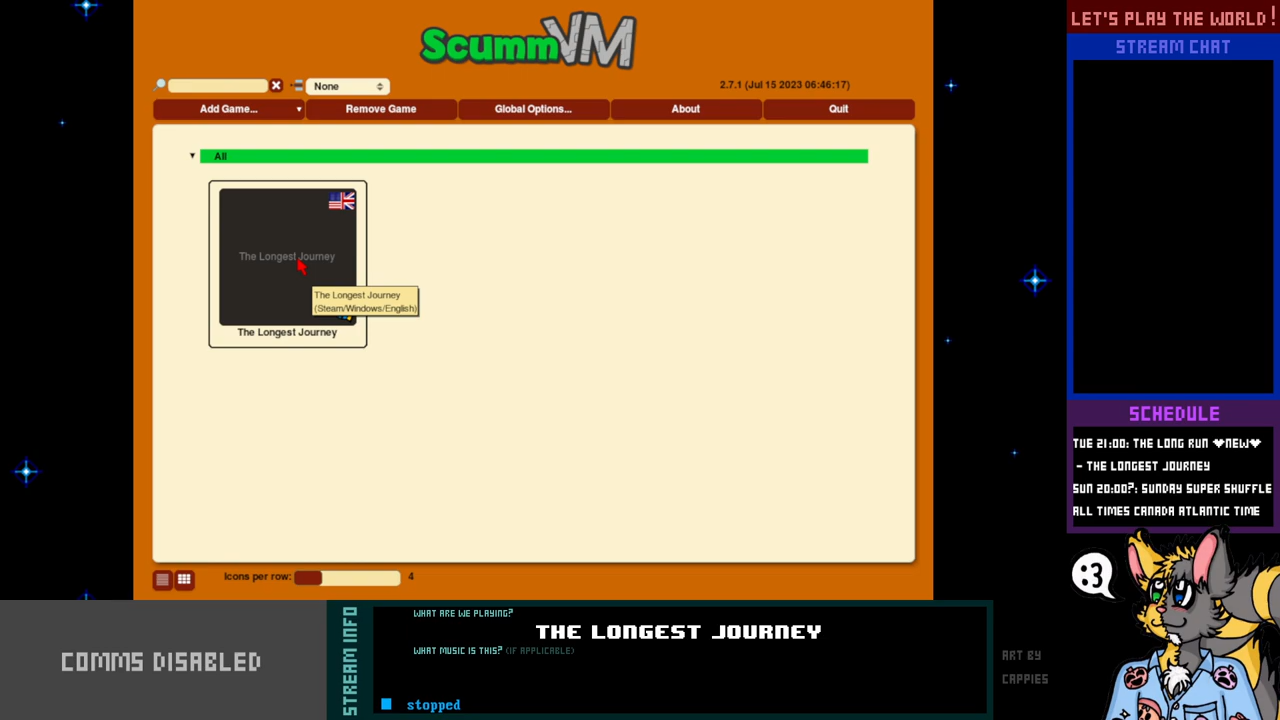 ScummVM
None
2.7.1 (Jul 15 2023 06:46:17)
Add Game...
Remove Game
Global Options...
About
Quit
All
The Longest Journey
The Longest Journey
(Steam/Windows/English)
The Longest Journey
Icons per row:
4
LET'S PLAY THE WORLD!
STREAM CHAT
SCHEDULE
TUE 21:00: THE LONG RUN ♥NEW♥
- THE LONGEST JOURNEY
SUN 20:00?: SUNDAY SUPER SHUFFLE
ALL TIMES CANADA ATLANTIC TIME
:3
COMMS DISABLED
STREAM INFO
WHAT ARE WE PLAYING?
THE LONGEST JOURNEY
WHAT MUSIC IS THIS? (IF APPLICABLE)
stopped
ART BY
CAPPIES